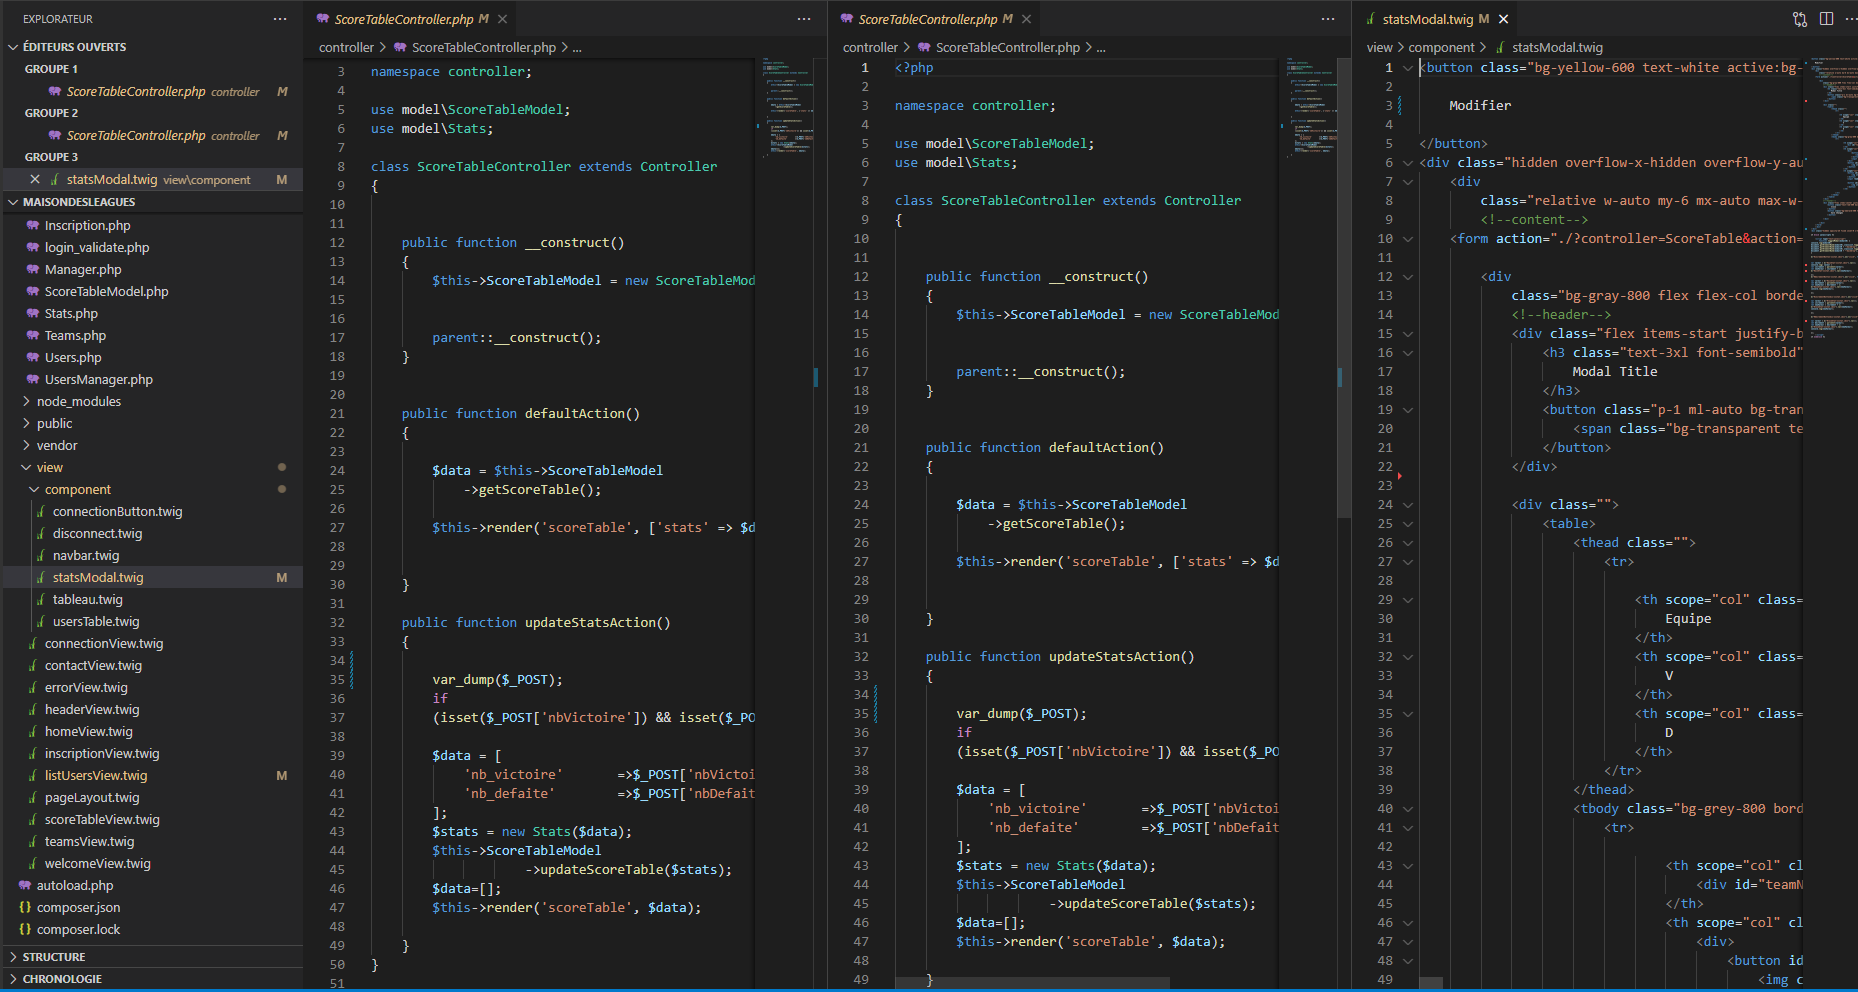 EXPLORATEUR
ÉDITEURS OUVERTS
GROUPE 1
ScoreTableController.php controller M
GROUPE 2
ScoreTableController.php controller M
GROUPE 3
statsModal.twig view\component M
MAISONDESLEAGUES
Inscription.php
login_validate.php
Manager.php
ScoreTableModel.php
Stats.php
Teams.php
Users.php
UsersManager.php
node_modules
public
vendor
view
component
connectionButton.twig
disconnect.twig
navbar.twig
statsModal.twig M
tableau.twig
usersTable.twig
connectionView.twig
contactView.twig
errorView.twig
headerView.twig
homeView.twig
inscriptionView.twig
listUsersView.twig M
pageLayout.twig
scoreTableView.twig
teamsView.twig
welcomeView.twig
autoload.php
composer.json
composer.lock
STRUCTURE
CHRONOLOGIE
ScoreTableController.php M
controller > ScoreTableController.php > ...
3 namespace controller;
4
5 use model\ScoreTableModel;
6 use model\Stats;
7
8 class ScoreTableController extends Controller
9 {
10
11
12 public function __construct()
13 {
14 $this->ScoreTableModel = new ScoreTableMod
15
16
17 parent::__construct();
18 }
19
20
21 public function defaultAction()
22 {
23
24 $data = $this->ScoreTableModel
25 ->getScoreTable();
26
27 $this->render('scoreTable', ['stats' => $d
28
29
30 }
31
32 public function updateStatsAction()
33 {
34
35 var_dump($_POST);
36 if
37 (isset($_POST['nbVictoire']) && isset($_PO
38
39 $data = [
40 'nb_victoire' =>$_POST['nbVictoi
41 'nb_defaite' =>$_POST['nbDefait
42 ];
43 $stats = new Stats($data);
44 $this->ScoreTableModel
45 ->updateScoreTable($stats);
46 $data=[];
47 $this->render('scoreTable', $data);
48
49 }
50 }
51
ScoreTableController.php M
controller > ScoreTableController.php > ...
1 <?php
2
3 namespace controller;
4
5 use model\ScoreTableModel;
6 use model\Stats;
7
8 class ScoreTableController extends Controller
9 {
10
11
12 public function __construct()
13 {
14 $this->ScoreTableModel = new ScoreTableMod
15
16
17 parent::__construct();
18 }
19
20
21 public function defaultAction()
22 {
23
24 $data = $this->ScoreTableModel
25 ->getScoreTable();
26
27 $this->render('scoreTable', ['stats' => $d
28
29
30 }
31
32 public function updateStatsAction()
33 {
34
35 var_dump($_POST);
36 if
37 (isset($_POST['nbVictoire']) && isset($_PO
38
39 $data = [
40 'nb_victoire' =>$_POST['nbVictoi
41 'nb_defaite' =>$_POST['nbDefait
42 ];
43 $stats = new Stats($data);
44 $this->ScoreTableModel
45 ->updateScoreTable($stats);
46 $data=[];
47 $this->render('scoreTable', $data);
48
49 }
statsModal.twig M
view > component > statsModal.twig
1 <button class="bg-yellow-600 text-white active:bg-
2
3 Modifier
4
5 </button>
6 <div class="hidden overflow-x-hidden overflow-y-au
7 <div
8 class="relative w-auto my-6 mx-auto max-w-
9 <!--content-->
10 <form action="./?controller=ScoreTable&action=
11
12 <div
13 class="bg-gray-800 flex flex-col borde
14 <!--header-->
15 <div class="flex items-start justify-b
16 <h3 class="text-3xl font-semibold"
17 Modal Title
18 </h3>
19 <button class="p-1 ml-auto bg-tran
20 <span class="bg-transparent te
21 </button>
22 </div>
23
24 <div class="">
25 <table>
26 <thead class="">
27 <tr>
28
29 <th scope="col" class=
30 Equipe
31 </th>
32 <th scope="col" class=
33 V
34 </th>
35 <th scope="col" class=
36 D
37 </th>
38 </tr>
39 </thead>
40 <tbody class="bg-grey-800 bord
41 <tr>
42
43 <th scope="col" cl
44 <div id="teamN
45 </th>
46 <th scope="col" cl
47 <div>
48 <button id
49 <img c